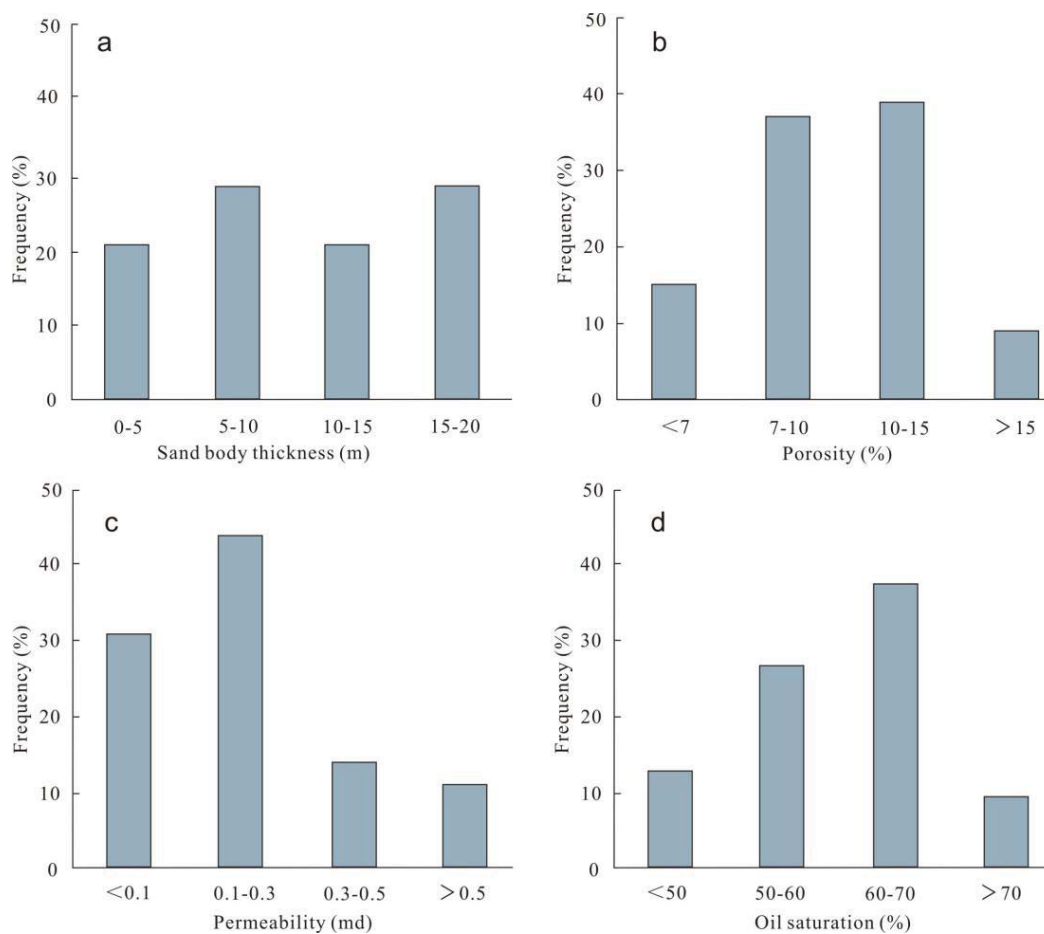 a
50
40
30
20
10
0
Frequency (%)
0-5 5-10 10-15 15-20
Sand body thickness (m)
b
50
40
30
20
10
0
Frequency (%)
<7 7-10 10-15 >15
Porosity (%)
c
50
40
30
20
10
0
Frequency (%)
<0.1 0.1-0.3 0.3-0.5 >0.5
Permeability (md)
d
50
40
30
20
10
0
Frequency (%)
<50 50-60 60-70 >70
Oil saturation (%)